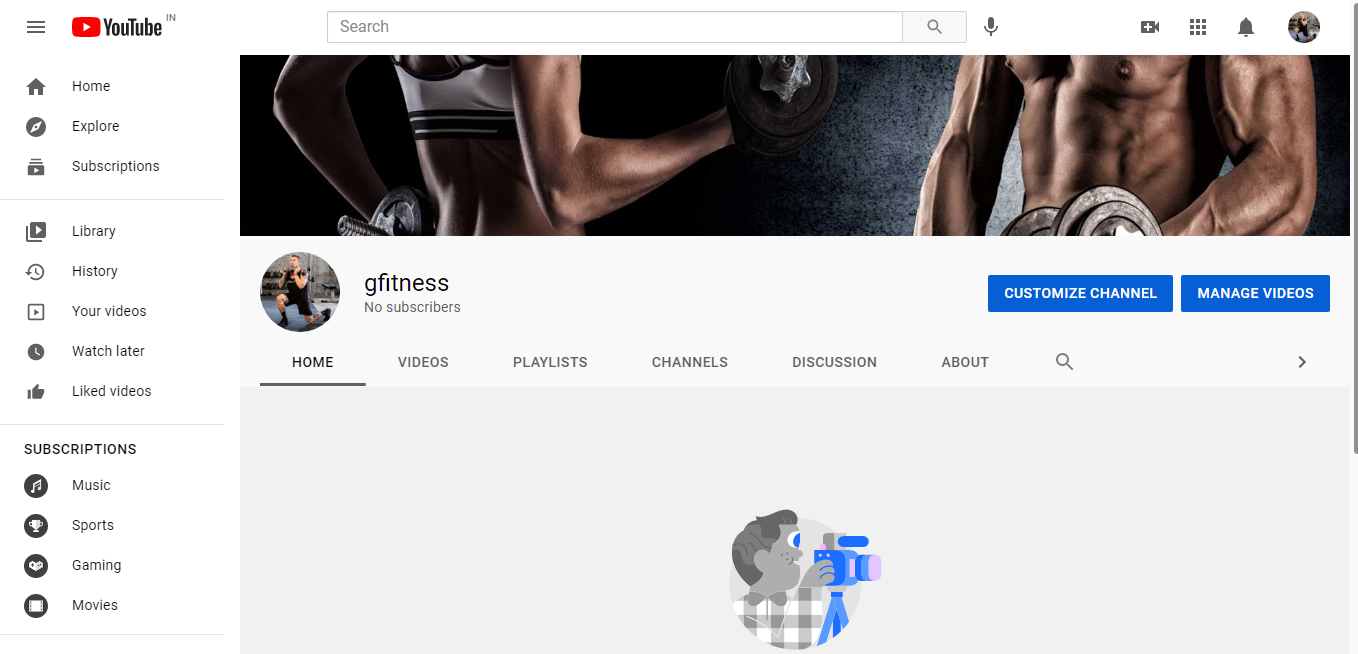 YouTube IN
Search
Home
Explore
Subscriptions
Library
History
Your videos
Watch later
Liked videos
SUBSCRIPTIONS
Music
Sports
Gaming
Movies
gfitness
No subscribers
CUSTOMIZE CHANNEL
MANAGE VIDEOS
HOME
VIDEOS
PLAYLISTS
CHANNELS
DISCUSSION
ABOUT